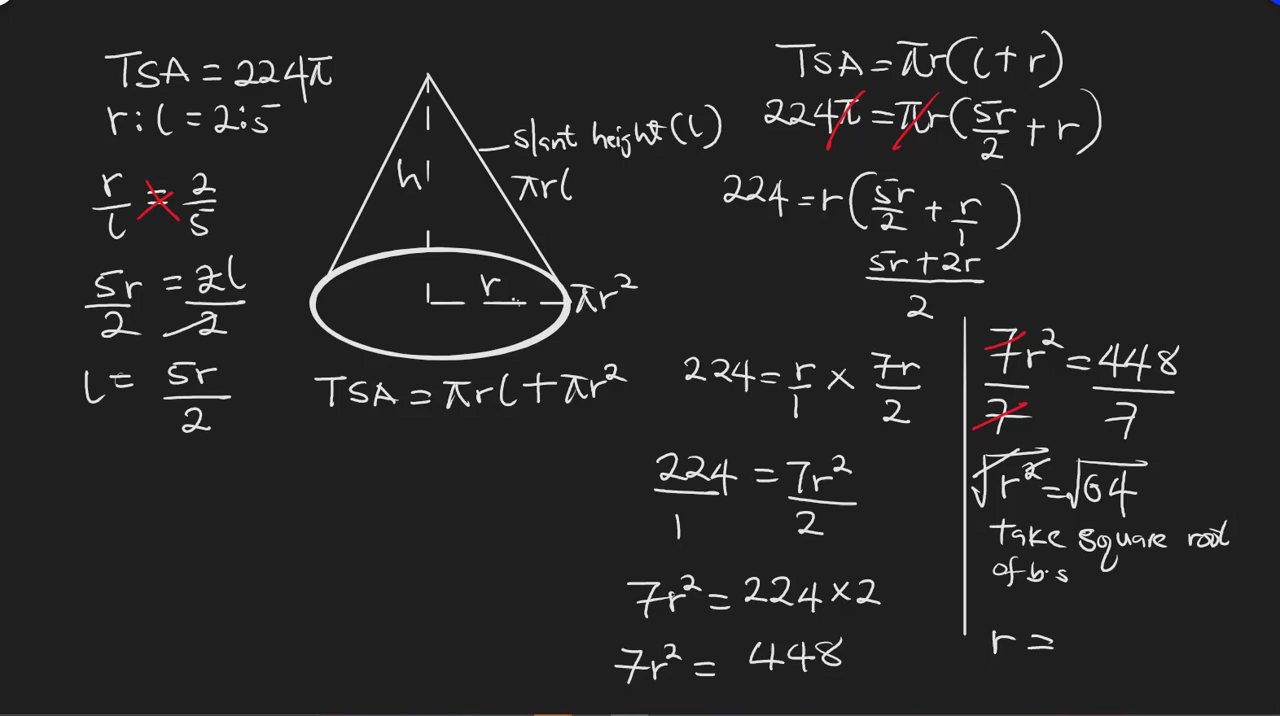 TSA = 224π
r:l = 2:5
r/l = 2/5
5r/2 = 2l/2
l = 5r/2
h
slant height (l)
πrl
r
πr²
TSA = πrl + πr²
TSA = πr(l + r)
224π = πr(5r/2 + r)
224 = r(5r/2 + r/1)
5r + 2r/2
224 = r/1 × 7r/2
224/1 = 7r²/2
7r² = 224 × 2
7r² = 448
7r²/7 = 448/7
√r² = √64
take square root
of b.s
r =